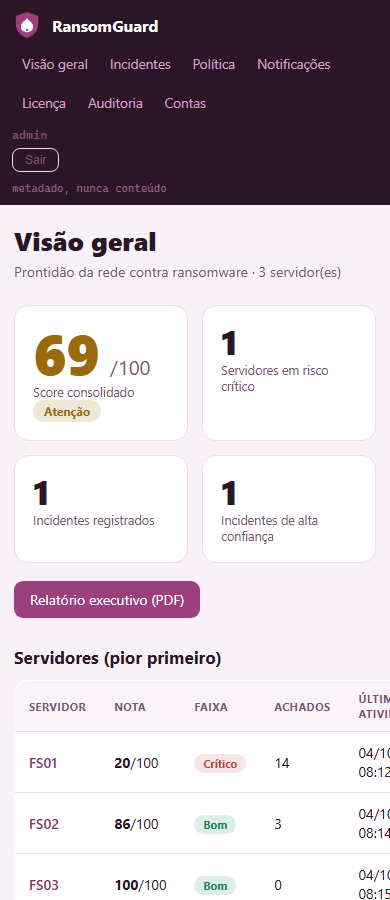 RansomGuard
Visão geral Incidentes Política Notificações
Licença Auditoria Contas
admin
Sair
metadado, nunca conteúdo
Visão geral
Prontidão da rede contra ransomware · 3 servidor(es)
69 /100
Score consolidado
Atenção
1
Servidores em risco
crítico
1
Incidentes registrados
1
Incidentes de alta
confiança
Relatório executivo (PDF)
Servidores (pior primeiro)
SERVIDOR NOTA FAIXA ACHADOS
FS01 20/100 Crítico 14
08:12
FS02 86/100 Bom 3
FS03 100/100 Bom 0